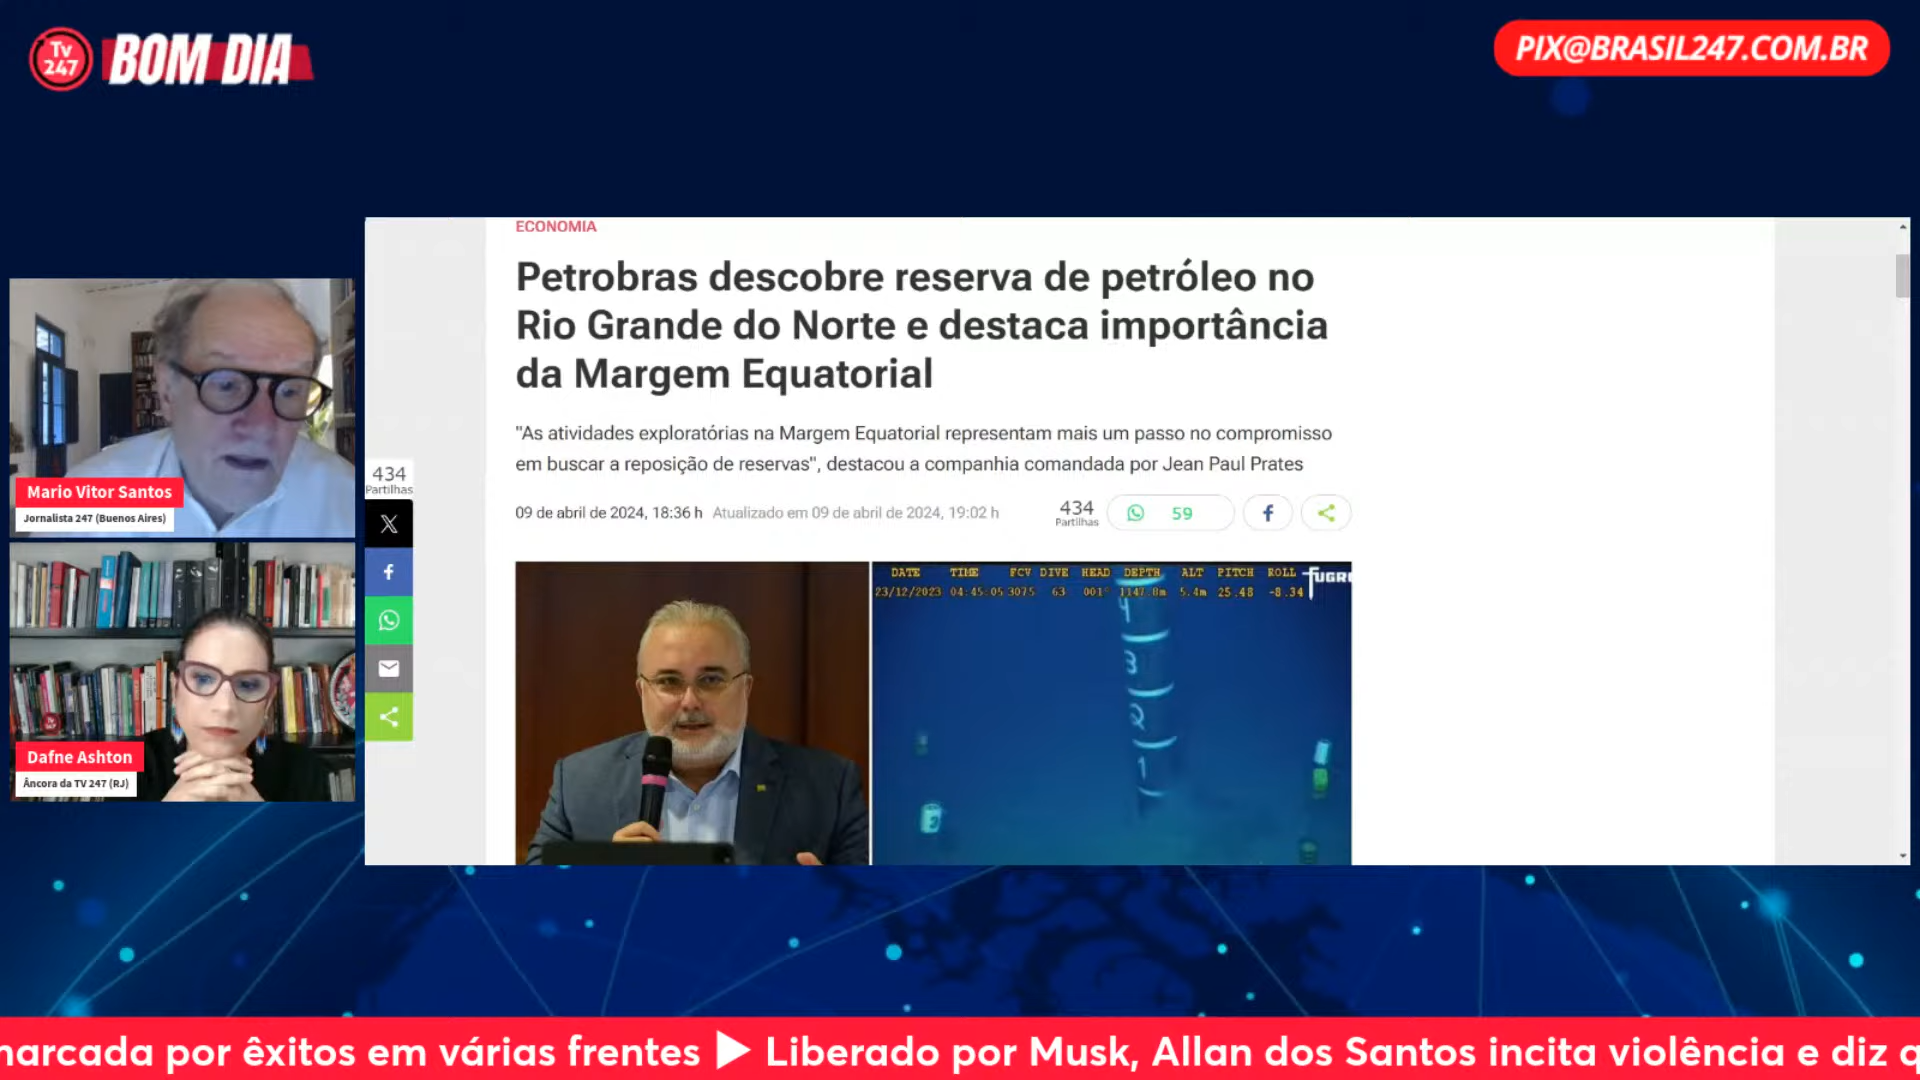 Tv
247
BOM DIA
PIX@BRASIL247.COM.BR
ECONOMIA
Petrobras descobre reserva de petróleo no
Rio Grande do Norte e destaca importância
da Margem Equatorial
"As atividades exploratórias na Margem Equatorial representam mais um passo no compromisso
em buscar a reposição de reservas", destacou a companhia comandada por Jean Paul Prates
09 de abril de 2024, 18:36 h Atualizado em 09 de abril de 2024, 19:02 h
434
Partilhas
59
434
Partilhas
Mario Vitor Santos
Jornalista 247 (Buenos Aires)
Dafne Ashton
Âncora da TV 247 (RJ)
DATE TIME FCV DIVE HEAD DEPTH ALT PITCH ROLL
23/12/2023 04:45:05 3075 63 001° 1147.8m 5.4m 25.48 -8.34
fugr
4
3
2
1
marcada por êxitos em várias frentes ▶ Liberado por Musk, Allan dos Santos incita violência e diz q